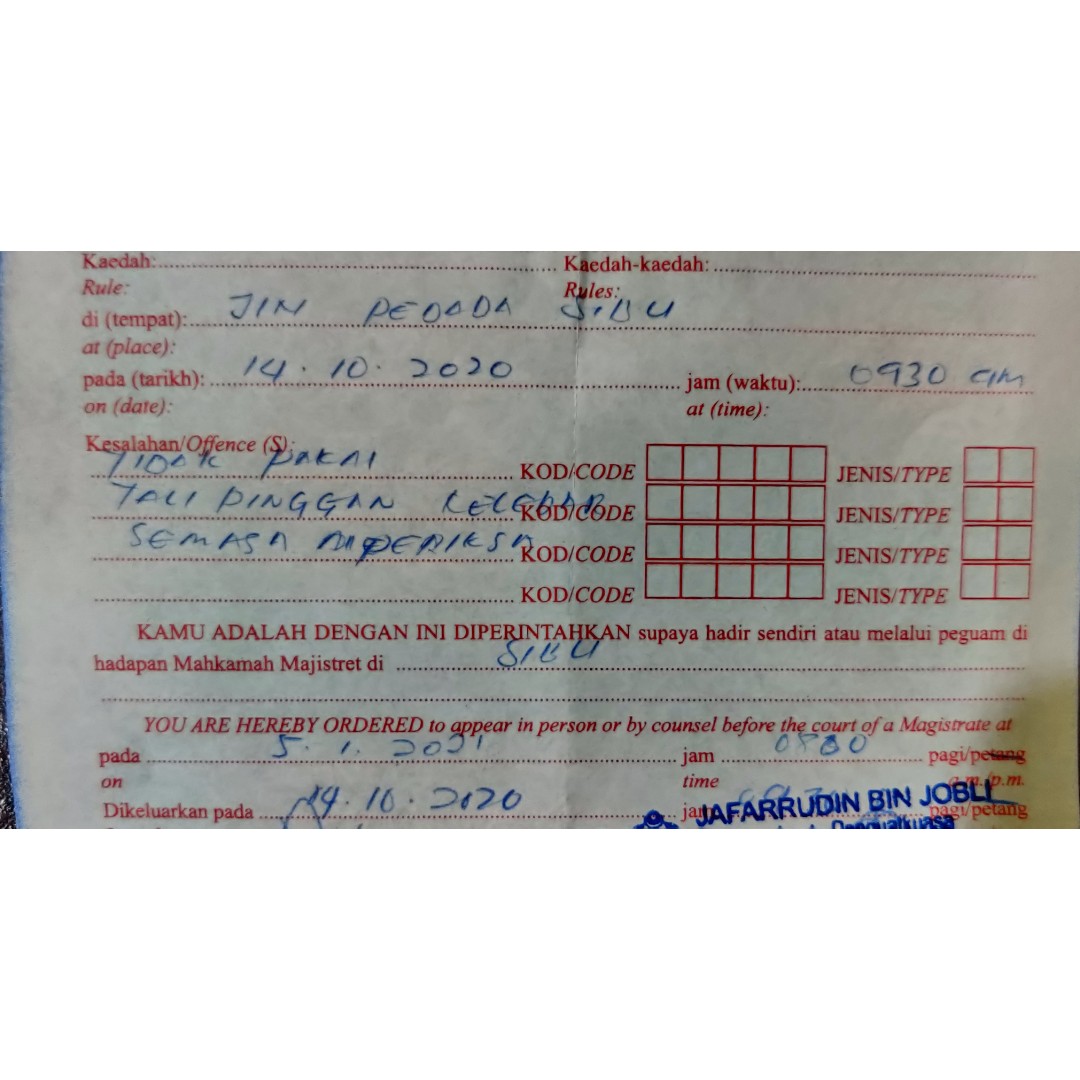 Kaedah: Kaedah-kaedah:
Rule: Rules:
di (tempat): JLN PEDADA SIBU
at (place):
pada (tarikh): 14.10.2020 jam (waktu): 0930 am
on (date): at (time):
Kesalahan/Offence (S):
TIDAK PAKAI KOD/CODE JENIS/TYPE
TALI PINGGAN KELEDAR KOD/CODE JENIS/TYPE
SEMASA KOD/CODE JENIS/TYPE
KOD/CODE JENIS/TYPE
KAMU ADALAH DENGAN INI DIPERINTAHKAN supaya hadir sendiri atau melalui peguam di
hadapan Mahkamah Majistret di SIBU
YOU ARE HEREBY ORDERED to appear in person or by counsel before the court of a Magistrate at
pada 5.1.2021 jam pagi/petang
on time a.m. p.m.
Dikeluarkan pada 14.10.2020 jam pagi/petang
JAFARRUDIN BIN JOBLI